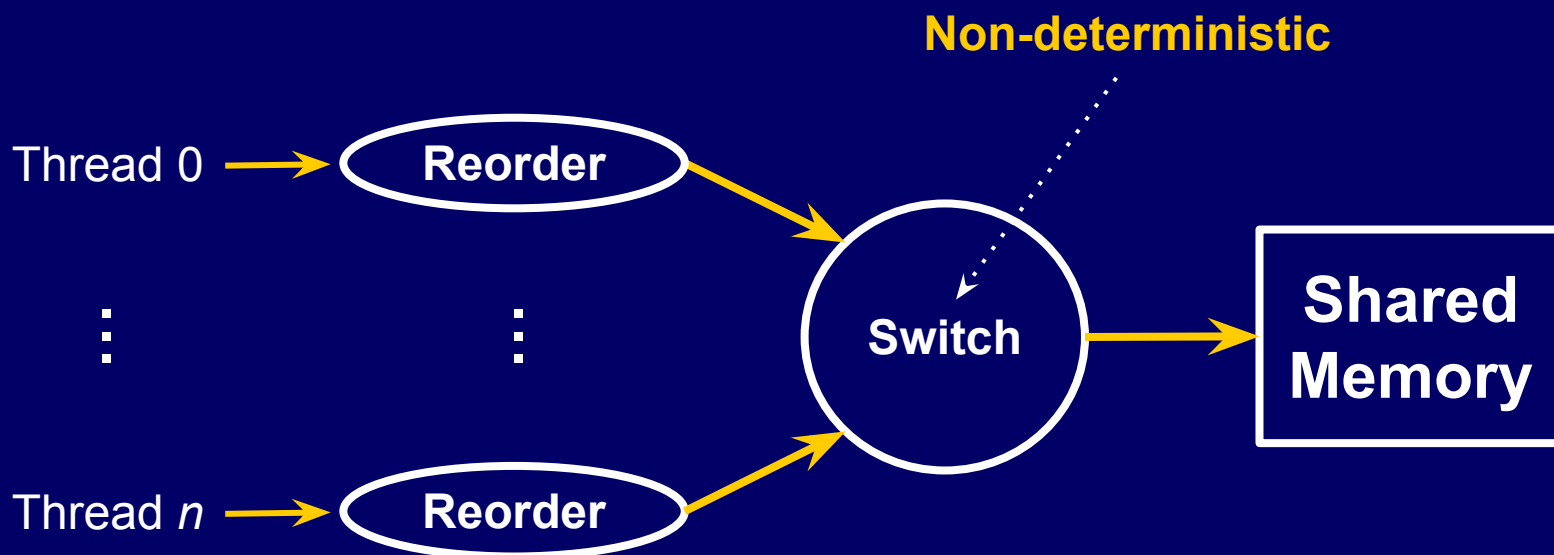 Non-deterministic
Thread 0
Reorder
⋮
⋮
Switch
Shared
Memory
Thread n
Reorder